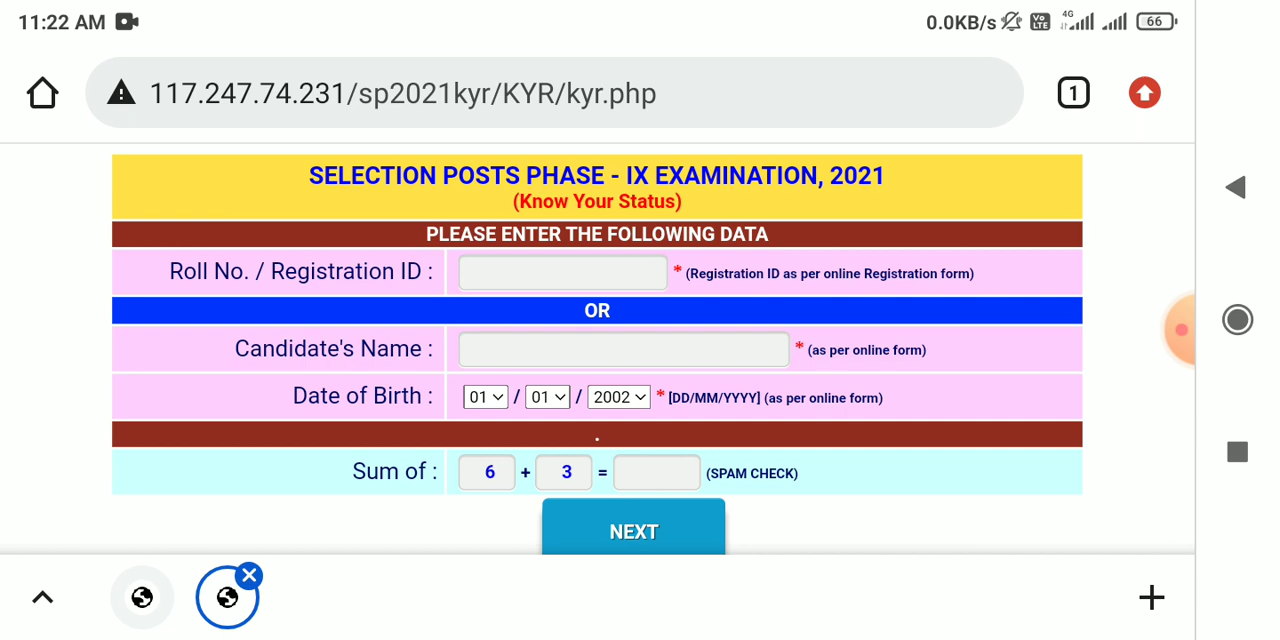 11:22 AM 0.0KB/s Vo LTE 4G 66
117.247.74.231/sp2021kyr/KYR/kyr.php 1
SELECTION POSTS PHASE - IX EXAMINATION, 2021
(Know Your Status)
PLEASE ENTER THE FOLLOWING DATA
Roll No. / Registration ID : * (Registration ID as per online Registration form)
OR
Candidate's Name : * (as per online form)
Date of Birth : 01 / 01 / 2002 * [DD/MM/YYYY] (as per online form)
.
Sum of : 6 + 3 = (SPAM CHECK)
NEXT